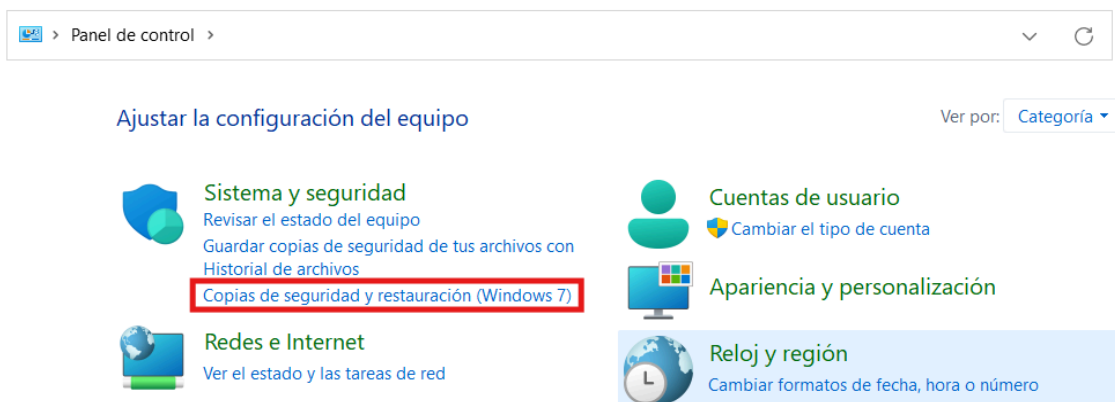 Panel de control
Ajustar la configuración del equipo
Ver por: Categoría
Sistema y seguridad
Revisar el estado del equipo
Guardar copias de seguridad de tus archivos con
Historial de archivos
Copias de seguridad y restauración (Windows 7)
Redes e Internet
Ver el estado y las tareas de red
Cuentas de usuario
Cambiar el tipo de cuenta
Apariencia y personalización
Reloj y región
Cambiar formatos de fecha, hora o número